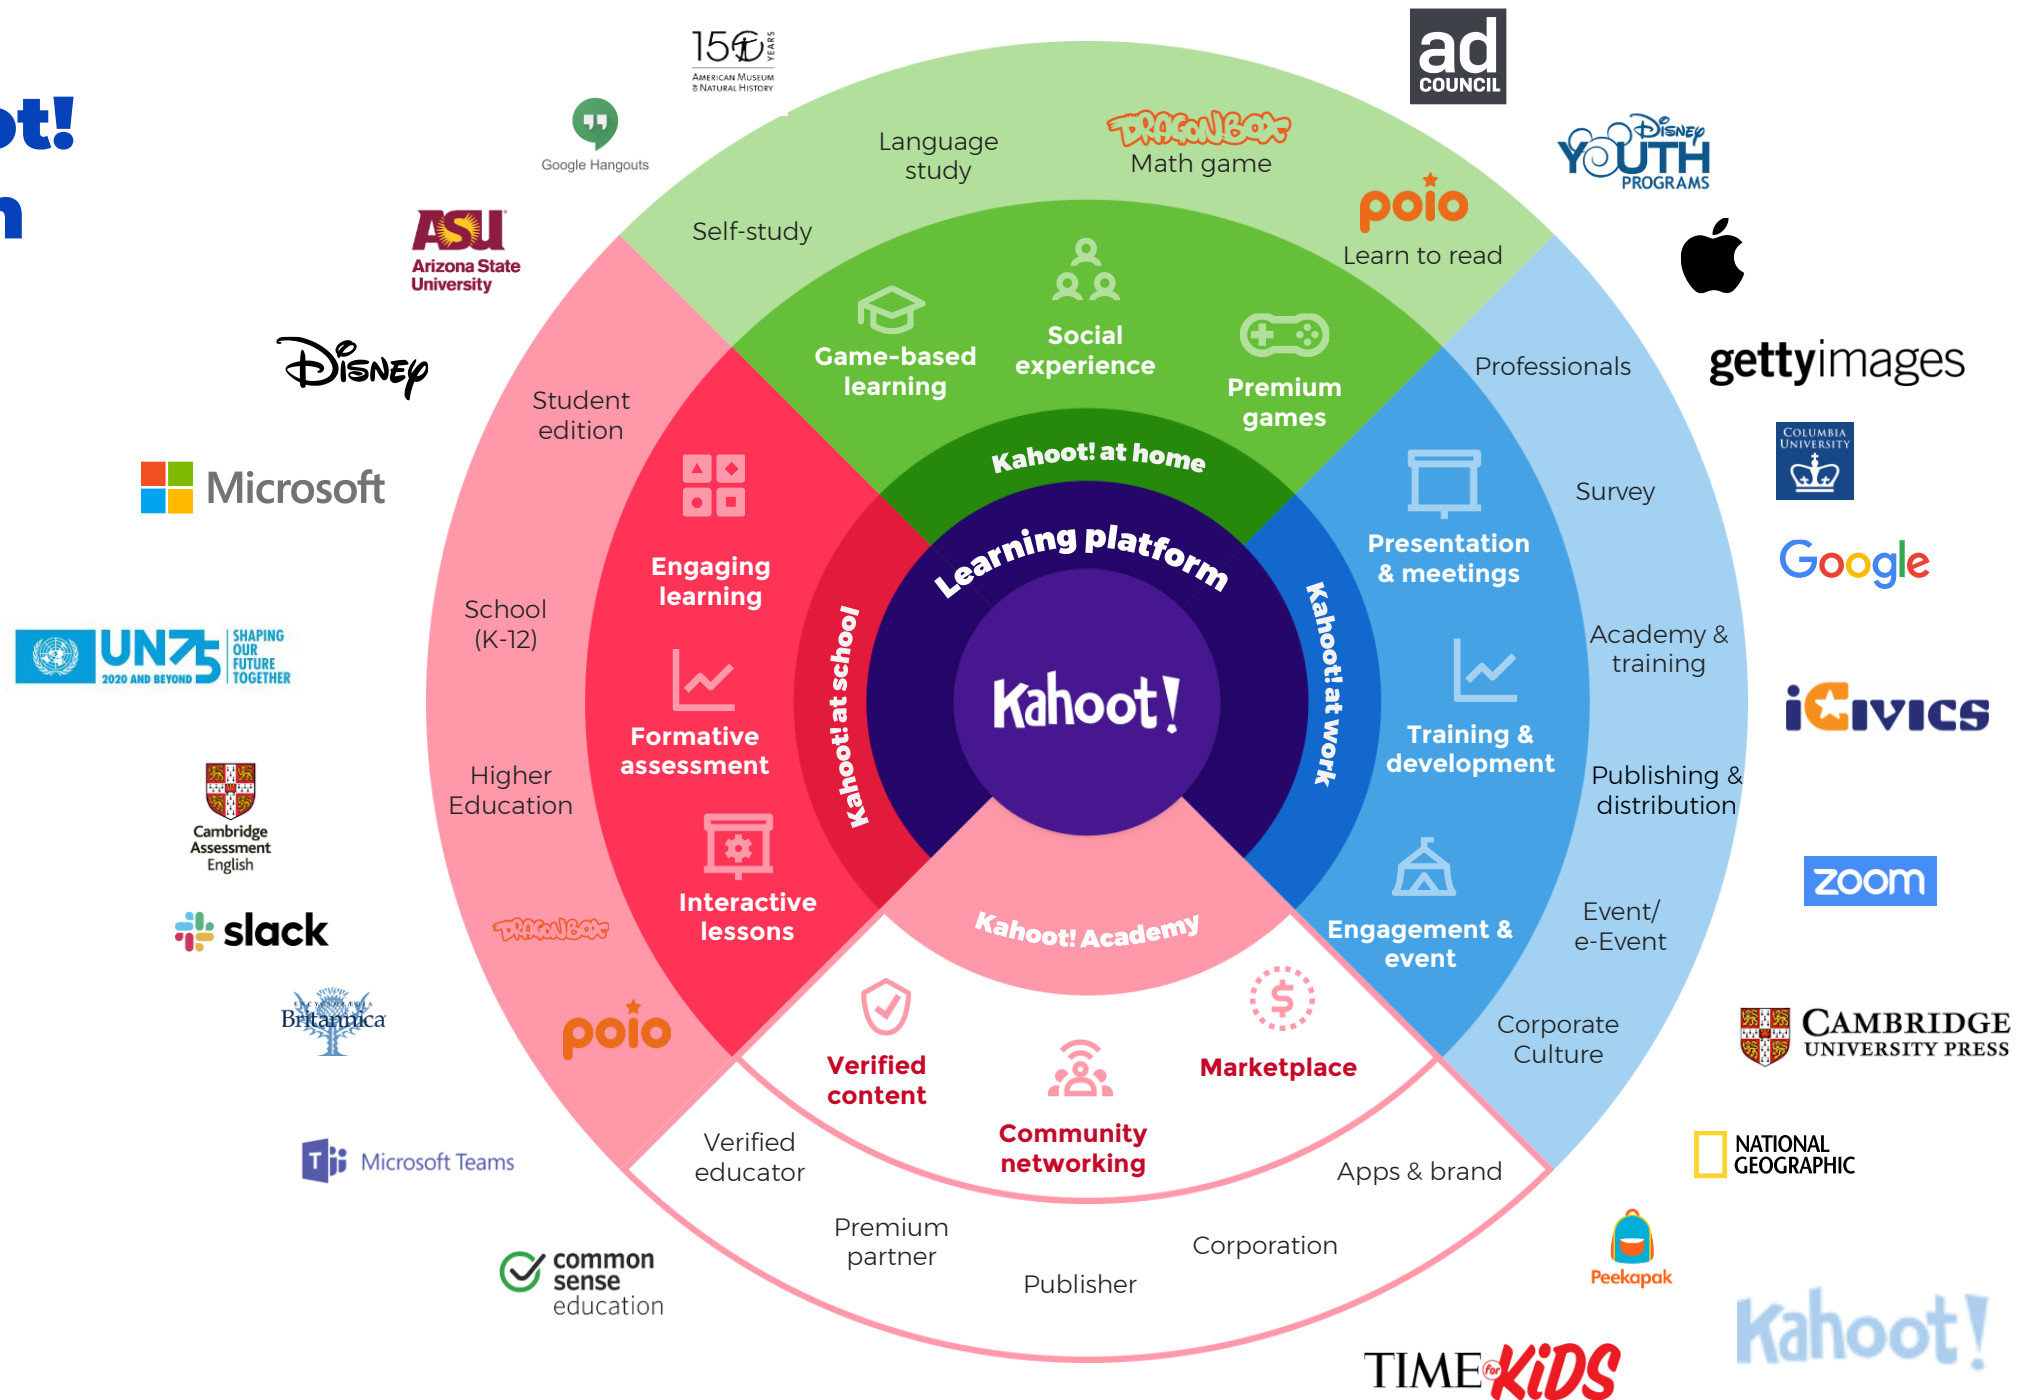 ot!
n
150 YEARS
AMERICAN MUSEUM
& NATURAL HISTORY
ad
COUNCIL
Google Hangouts
DISNEY
YOUTH
PROGRAMS
ASU
Arizona State
University
DISNEY
gettyimages
Microsoft
COLUMBIA
UNIVERSITY
Google
UN75
2020 AND BEYOND
SHAPING
OUR
FUTURE
TOGETHER
iCIVICS
Cambridge
Assessment
English
zoom
slack
ENCYCLOPÆDIA
Britannica
CAMBRIDGE
UNIVERSITY PRESS
Microsoft Teams
NATIONAL
GEOGRAPHIC
common
sense
education
Peekapak
TIME for KiDS
Kahoot!
Language
study
DRAGONBOX
Math game
poio
Learn to read
Self-study
Game-based
learning
Social
experience
Premium
games
Kahoot! at home
Student
edition
School
(K-12)
Higher
Education
DRAGONBOX
poio
Engaging
learning
Formative
assessment
Interactive
lessons
Kahoot! at school
Learning platform
Kahoot!
Kahoot! at work
Presentation
& meetings
Training &
development
Engagement &
event
Professionals
Survey
Academy &
training
Publishing &
distribution
Event/
e-Event
Corporate
Culture
Kahoot! Academy
Verified
content
Community
networking
Marketplace
Verified
educator
Premium
partner
Publisher
Corporation
Apps & brand